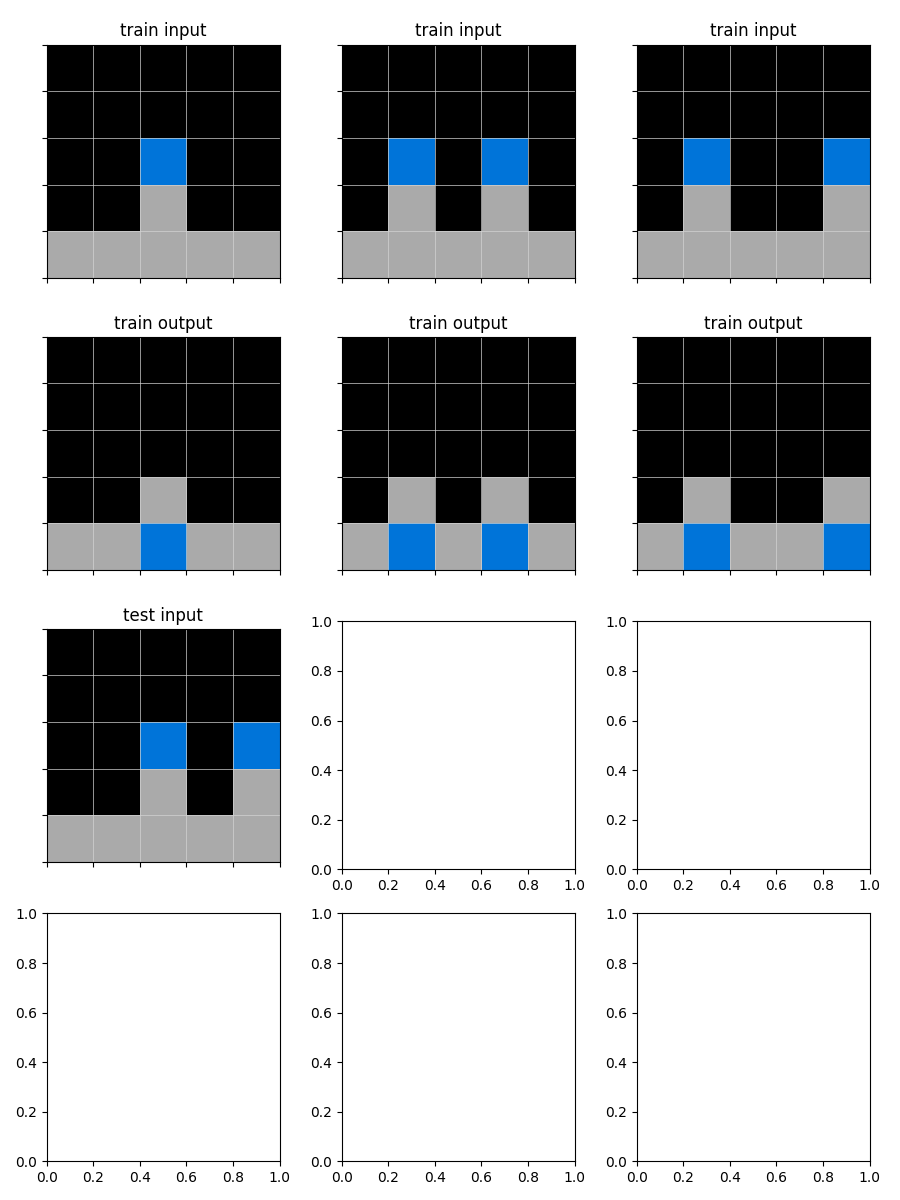 train input train input train input
train output train output train output
test input
1.0 1.0
0.8 0.8
0.6 0.6
0.4 0.4
0.2 0.2
0.0 0.0
0.0 0.2 0.4 0.6 0.8 1.0 0.0 0.2 0.4 0.6 0.8 1.0
1.0 1.0 1.0
0.8 0.8 0.8
0.6 0.6 0.6
0.4 0.4 0.4
0.2 0.2 0.2
0.0 0.0 0.0
0.0 0.2 0.4 0.6 0.8 1.0 0.0 0.2 0.4 0.6 0.8 1.0 0.0 0.2 0.4 0.6 0.8 1.0